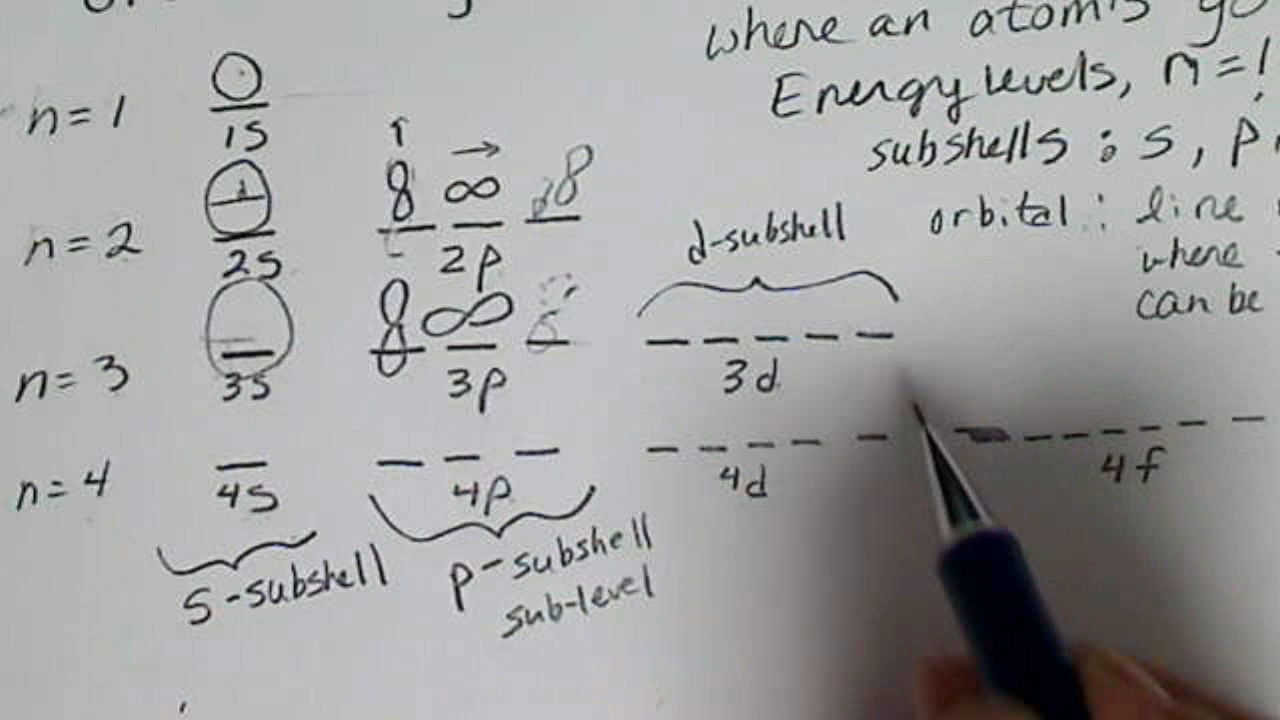 where an atom's
Energy levels, n=1
subshells : s, p
orbital : line
where
can be
n=1
1s
n=2
2s
2p
d-subshell
n=3
3s
3p
3d
n=4
4s
4p
4d
4f
s-subshell
p-subshell
sub-level